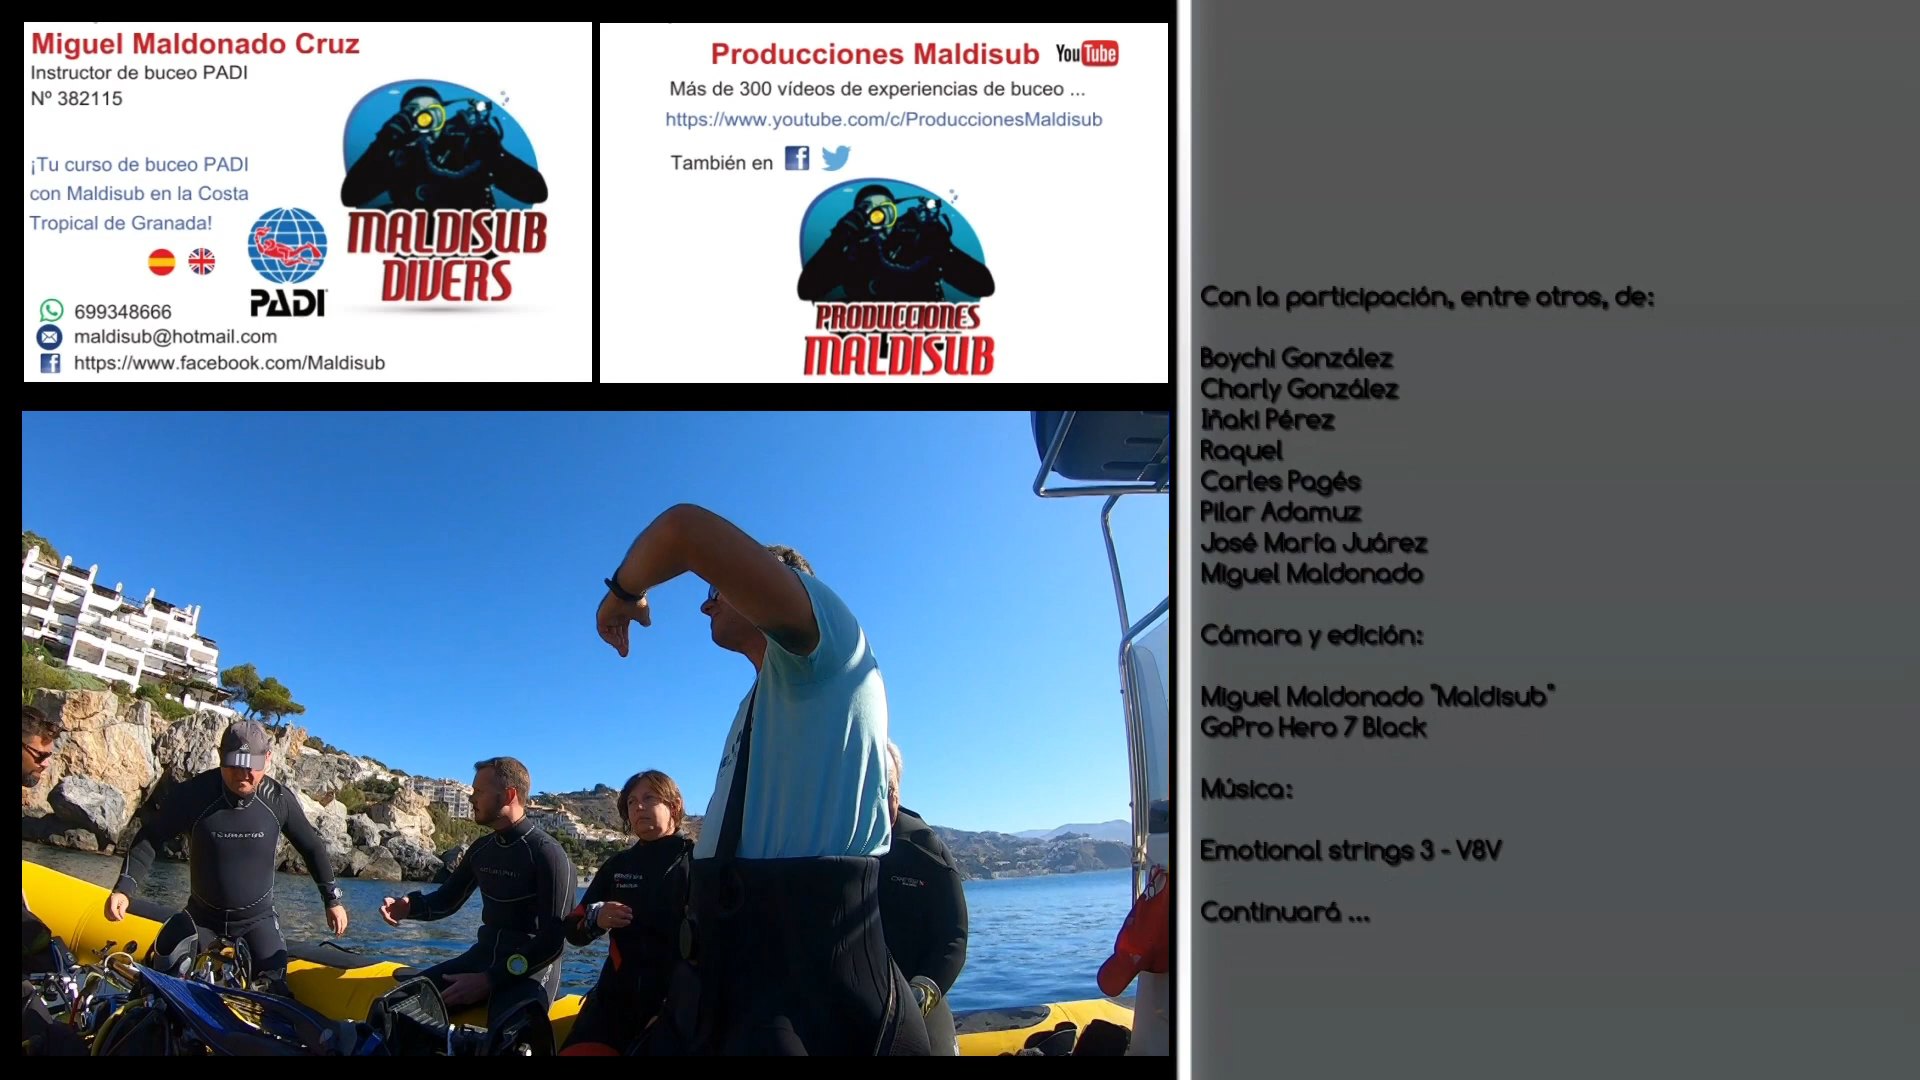 Miguel Maldonado Cruz
Instructor de buceo PADI
Nº 382115
¡Tu curso de buceo PADI
con Maldisub en la Costa
Tropical de Granada!
PADI
MALDISUB
DIVERS
699348666
maldisub@hotmail.com
https://www.facebook.com/Maldisub
Producciones Maldisub YouTube
Más de 300 vídeos de experiencias de buceo ...
https://www.youtube.com/c/ProduccionesMaldisub
También en
PRODUCCIONES
MALDISUB
SCUBAPRO
Con la participación, entre otros, de:
Boychi González
Charly González
Iñaki Pérez
Raquel
Carles Pagés
Pilar Adamuz
José María Juárez
Miguel Maldonado
Cámara y edición:
Miguel Maldonado "Maldisub"
GoPro Hero 7 Black
Música:
Emotional strings 3 - V8V
Continuará ...